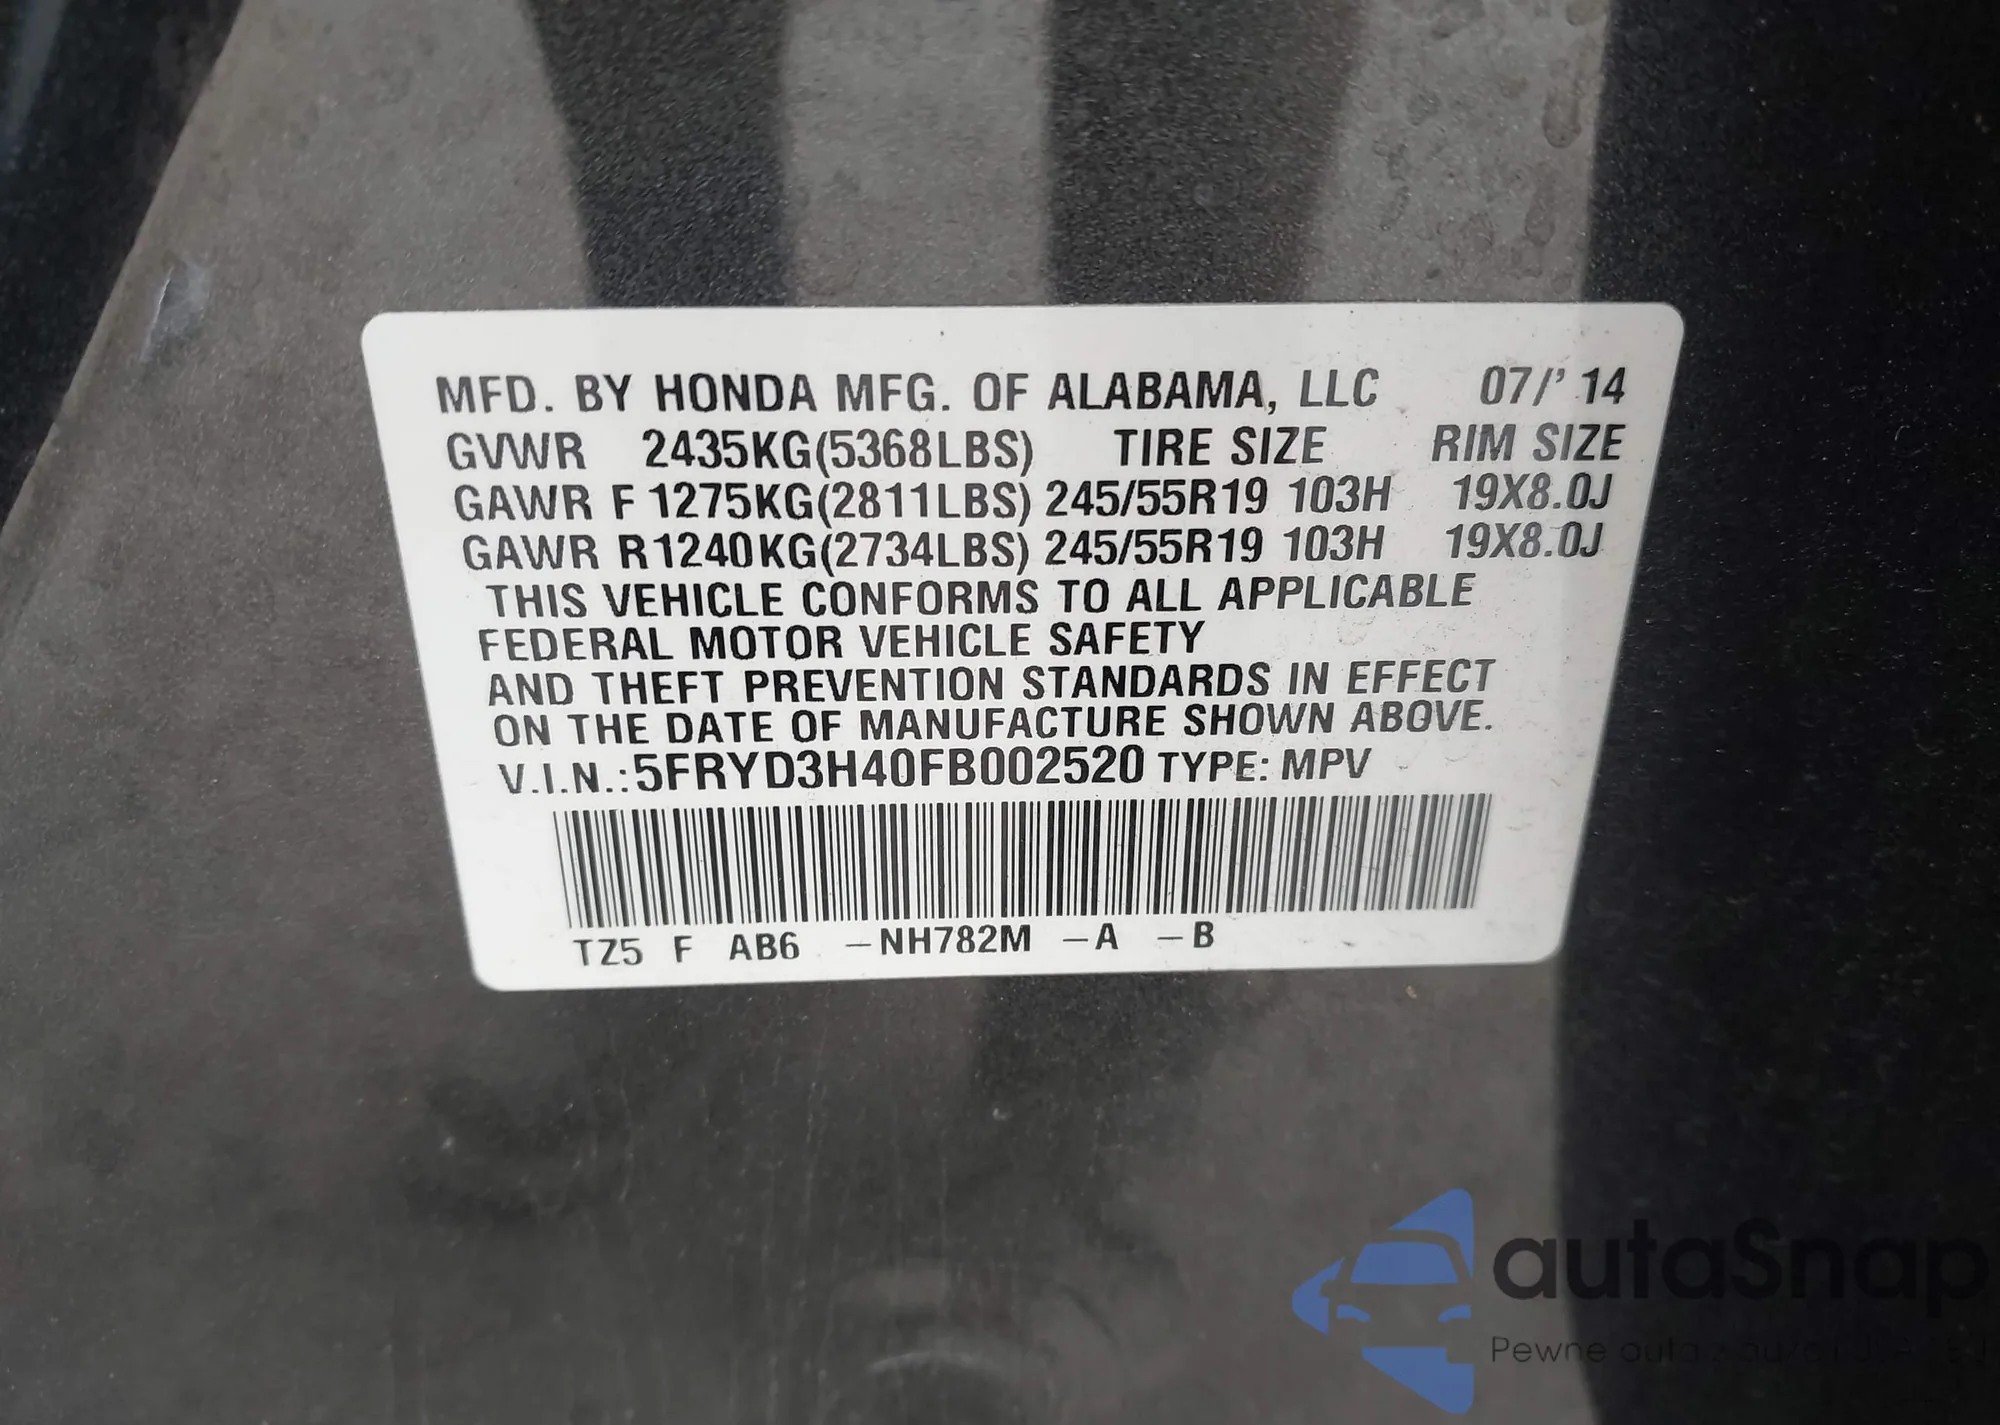 MFD. BY HONDA MFG. OF ALABAMA, LLC 07/' 14
GVWR 2435KG(5368LBS) TIRE SIZE RIM SIZE
GAWR F 1275KG(2811LBS) 245/55R19 103H 19X8.0J
GAWR R1240KG(2734LBS) 245/55R19 103H 19X8.0J
THIS VEHICLE CONFORMS TO ALL APPLICABLE
FEDERAL MOTOR VEHICLE SAFETY
AND THEFT PREVENTION STANDARDS IN EFFECT
ON THE DATE OF MANUFACTURE SHOWN ABOVE.
V.I.N.:5FRYD3H40FB002520 TYPE: MPV
TZ5 F AB6 -NH782M -A -B
autaSnap
Pewne auta z